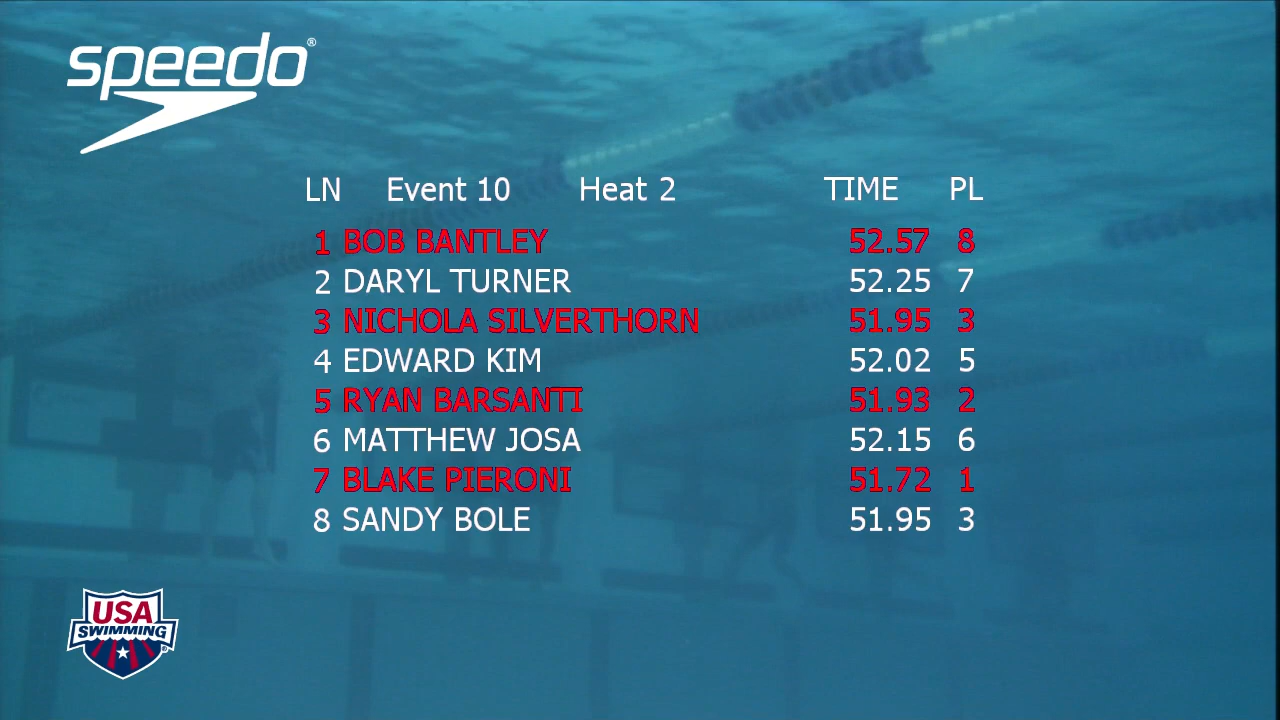 speedo®
LN Event 10 Heat 2 TIME PL
1 BOB BANTLEY 52.57 8
2 DARYL TURNER 52.25 7
3 NICHOLA SILVERTHORN 51.95 3
4 EDWARD KIM 52.02 5
5 RYAN BARSANTI 51.93 2
6 MATTHEW JOSA 52.15 6
7 BLAKE PIERONI 51.72 1
8 SANDY BOLE 51.95 3
USA
SWIMMING®